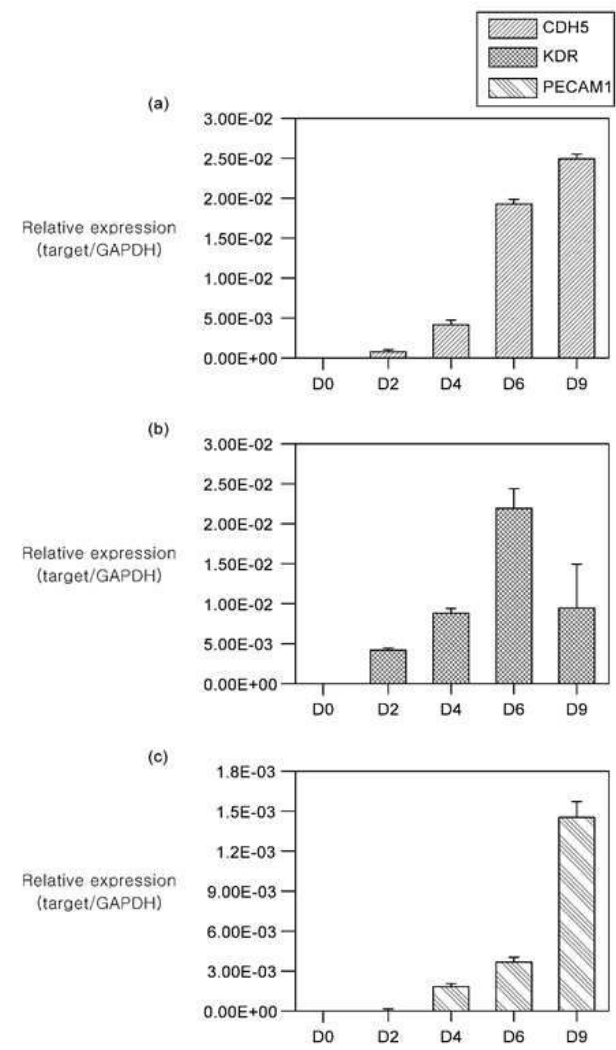 CDH5
KDR
PECAM1
(a)
3.00E-02
2.50E-02
2.00E-02
1.50E-02
1.00E-02
5.00E-03
0.00E+00
Relative expression
(target/GAPDH)
D0 D2 D4 D6 D9
(b)
3.00E-02
2.50E-02
2.00E-02
1.50E-02
1.00E-02
5.00E-03
0.00E+00
Relative expression
(target/GAPDH)
D0 D2 D4 D6 D9
(c)
1.8E-03
1.5E-03
1.2E-03
9.00E-03
6.00E-03
3.00E-03
0.00E+00
Relative expression
(target/GAPDH)
D0 D2 D4 D6 D9